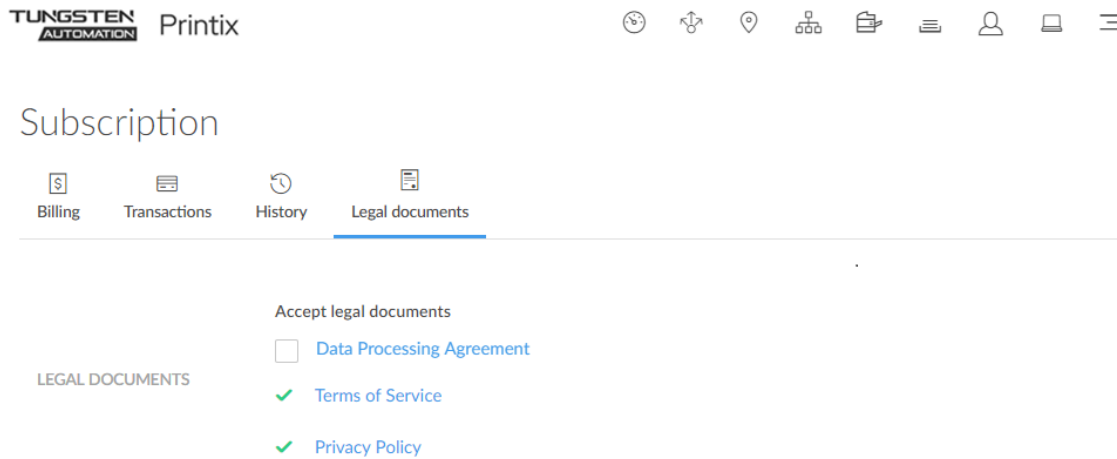 TUNGSTEN
AUTOMATION
Printix
Subscription
Billing
Transactions
History
Legal documents
Accept legal documents
Data Processing Agreement
LEGAL DOCUMENTS
Terms of Service
Privacy Policy